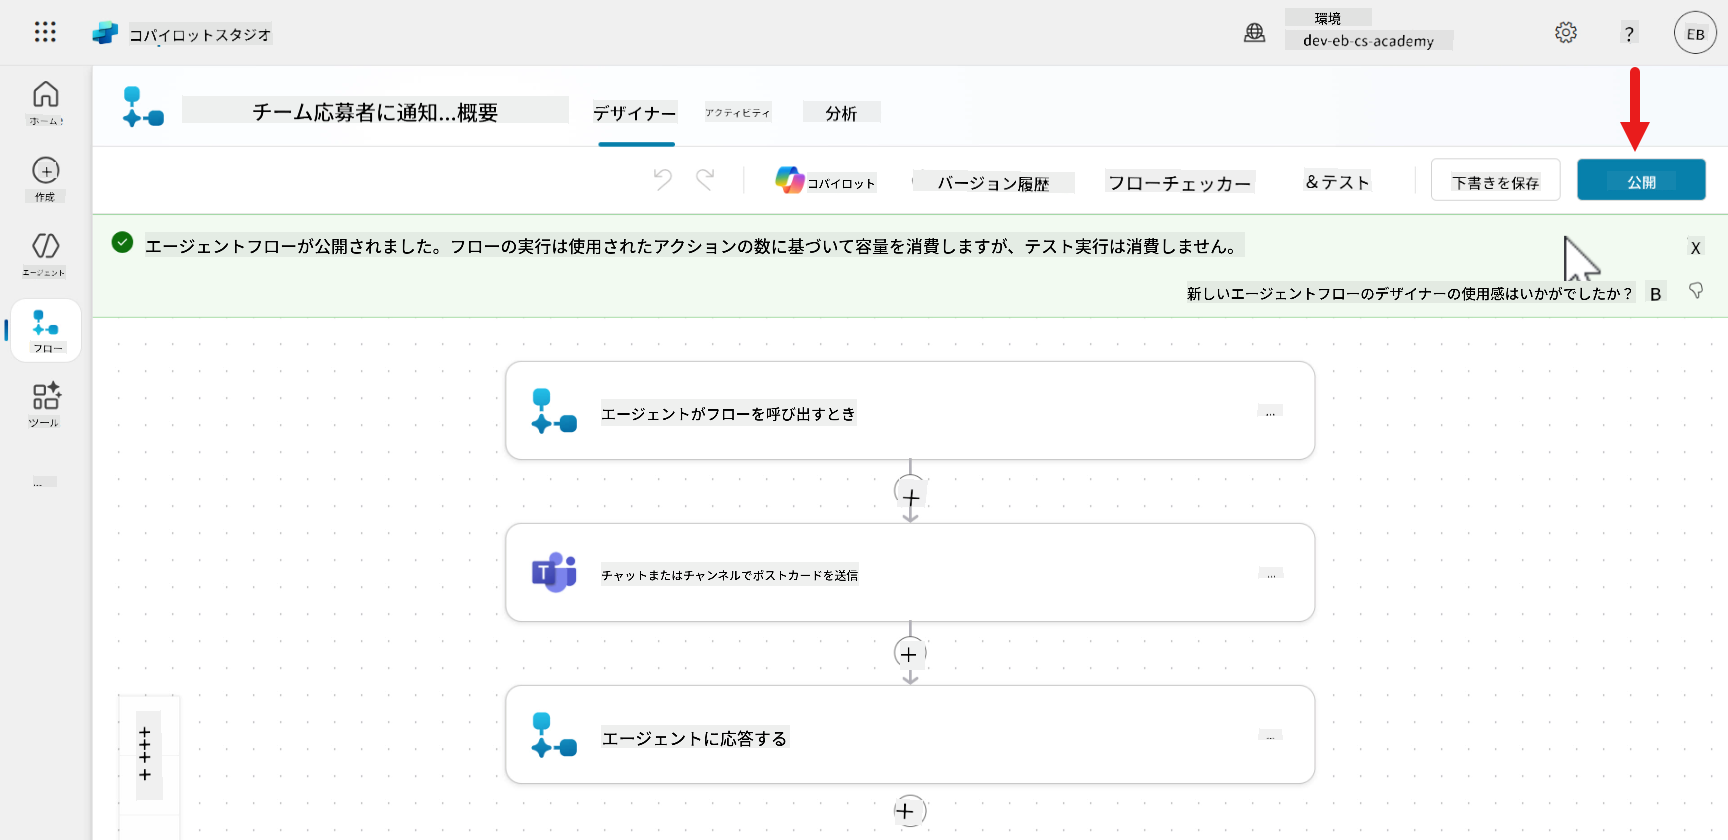 コパイロットスタジオ
環境
dev-eb-cs-academy
?
EB
ホーム
作成
エージェント
フロー
ツール
...
チーム応募者に通知...概要
デザイナー
アクティビティ
分析
コパイロット
バージョン履歴
フローチェッカー
&テスト
下書きを保存
公開
エージェントフローが公開されました。フローの実行は使用されたアクションの数に基づいて容量を消費しますが、テスト実行は消費しません。
X
新しいエージェントフローのデザイナーの使用感はいかがでしたか？
B
エージェントがフローを呼び出すとき
...
+
T
チャットまたはチャンネルでポストカードを送信
...
+
エージェントに応答する
...
+
+
+
+
+